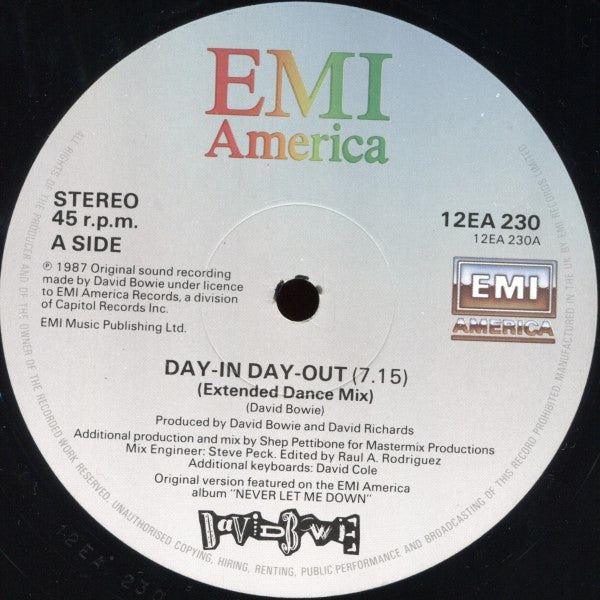 EMI
America
STEREO
45 r.p.m.
A SIDE
12EA 230
12EA 230A
℗ 1987 Original sound recording
made by David Bowie under licence
to EMI America Records, a division
of Capitol Records Inc.
EMI Music Publishing Ltd.
EMI
AMERICA
DAY-IN DAY-OUT (7.15)
(Extended Dance Mix)
(David Bowie)
Produced by David Bowie and David Richards
Additional production and mix by Shep Pettibone for Mastermix Productions
Mix Engineer: Steve Peck. Edited by Raul A. Rodriguez
Additional keyboards: David Cole
Original version featured on the EMI America
album "NEVER LET ME DOWN"
DAVID BOWIE
ALL RIGHTS OF THE PRODUCER AND OF THE OWNER OF THE RECORDED WORK RESERVED. UNAUTHORISED COPYING, HIRING, RENTING, PUBLIC PERFORMANCE AND BROADCASTING OF THIS RECORD PROHIBITED. MANUFACTURED IN THE UK BY EMI RECORDS LIMITED
12EA 230